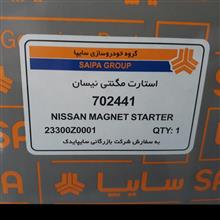 گروه خودروسازی سایپا
SAIPA GROUP
استارت مگنتی نیسان
702441
NISSAN MAGNET STARTER
23300Z0001 QTY: 1
به سفارش شرکت بازرگانی سایپایدک
سایپا
SAIPA